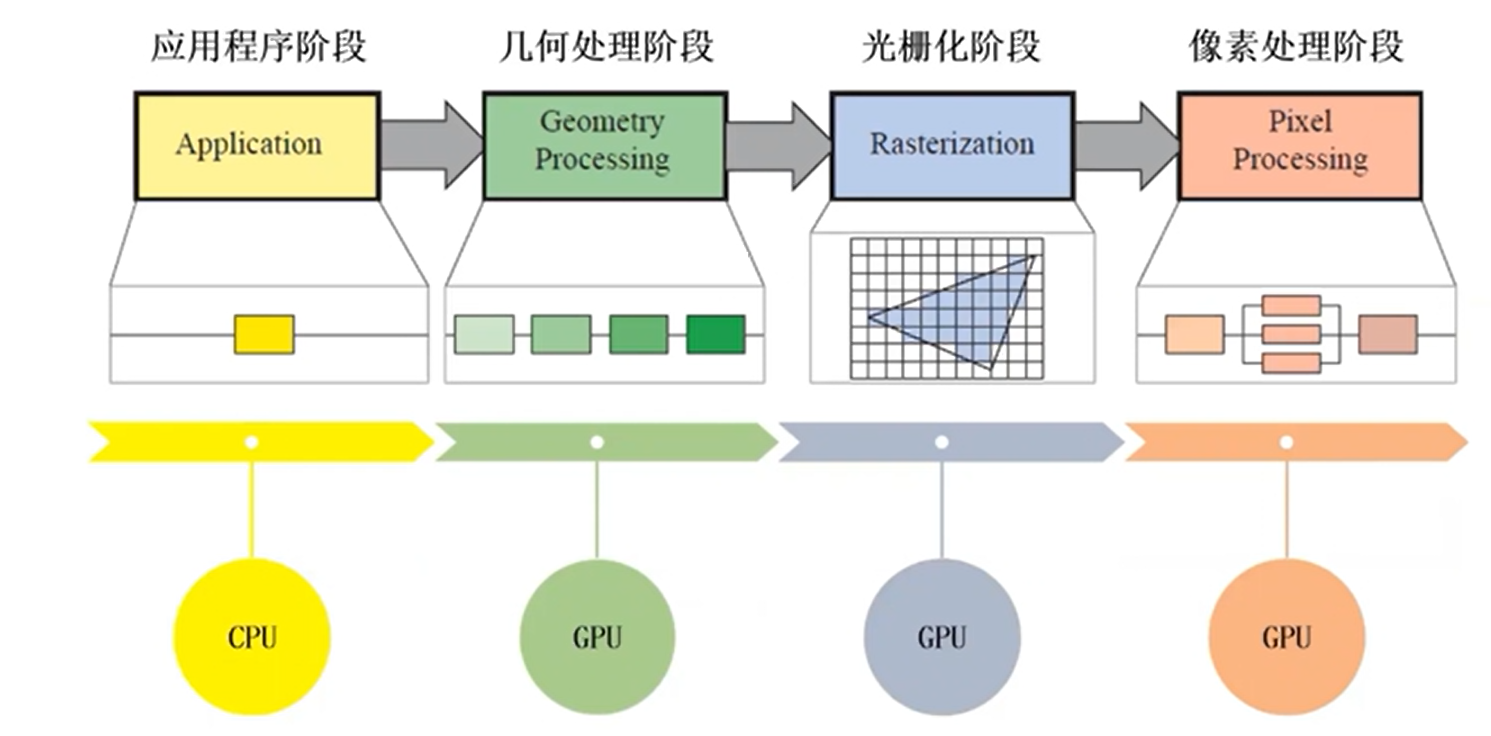 应用程序阶段
几何处理阶段
光栅化阶段
像素处理阶段
Application
Geometry
Processing
Rasterization
Pixel
Processing
CPU
GPU
GPU
GPU